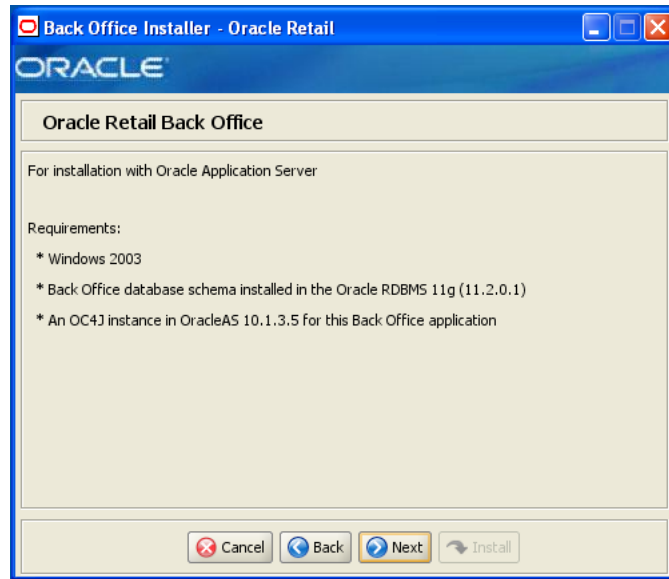 Back Office Installer - Oracle Retail
ORACLE
Oracle Retail Back Office
For installation with Oracle Application Server
Requirements:
* Windows 2003
* Back Office database schema installed in the Oracle RDBMS 11g (11.2.0.1)
* An OC4J instance in OracleAS 10.1.3.5 for this Back Office application
Cancel Back Next Install